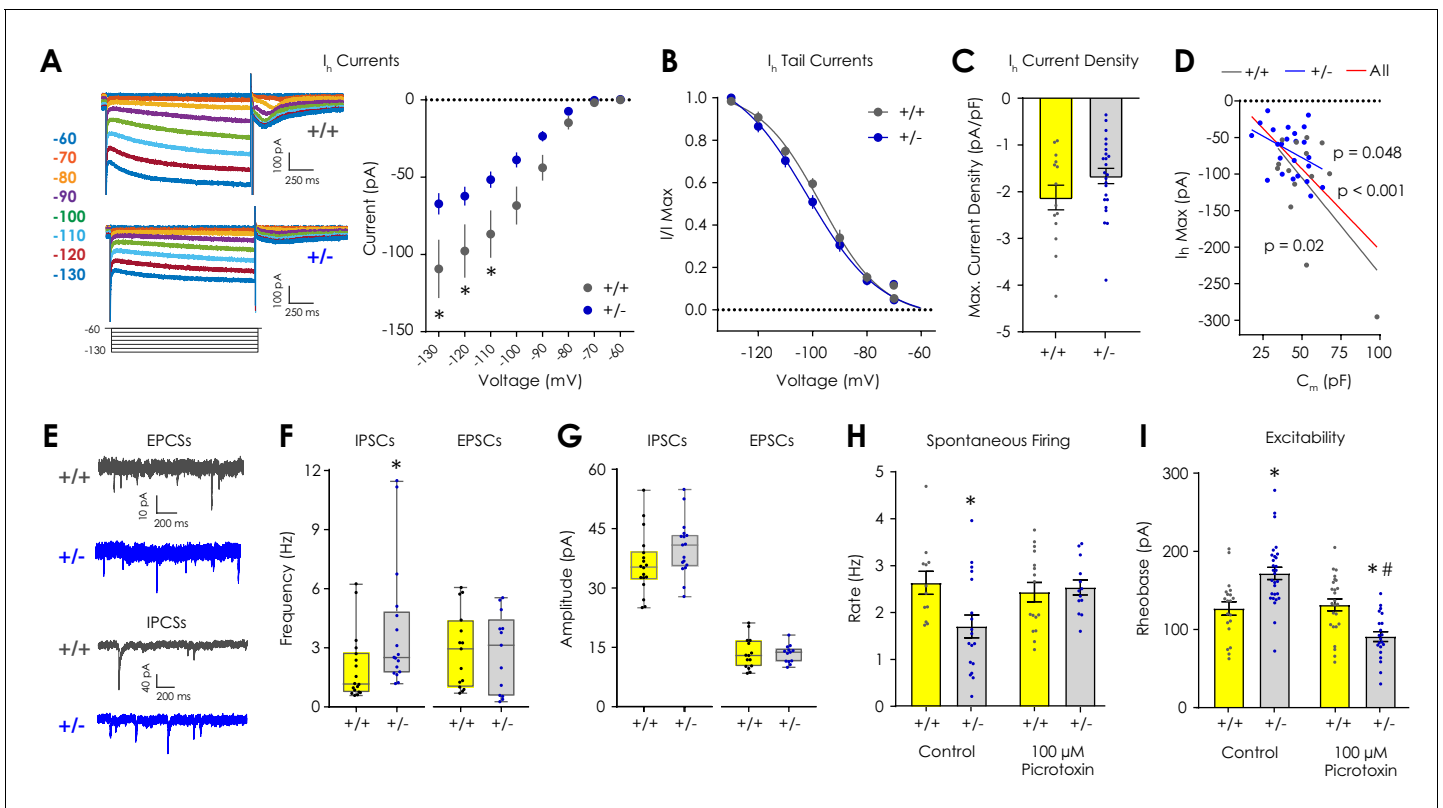 A
I_h Currents
-60
-70
-80
-90
-100
-110
-120
-130
+/+
100 pA
250 ms
+/-
100 pA
250 ms
-60
-130
0
-50
-100
-150
Current (pA)
*
*
*
+/+
+/-
-130
-120
-110
-100
-90
-80
-70
-60
Voltage (mV)
B
I_h Tail Currents
+/+
+/-
1.0
0.8
0.6
0.4
0.2
0.0
I/I Max
-120
-100
-80
-60
Voltage (mV)
C
I_h Current Density
0
-1
-2
-3
-4
-5
Max. Current Density (pA/pF)
+/+
+/-
D
+/+
+/-
All
0
-50
-100
-150
-200
-250
-300
I_h Max (pA)
p = 0.048
p < 0.001
p = 0.02
25
50
75
100
C_m (pF)
E
EPCSs
+/+
10 pA
200 ms
+/-
IPSCs
+/+
40 pA
200 ms
+/-
F
IPSCs
EPSCs
12
9
6
3
0
Frequency (Hz)
*
+/+
+/-
+/+
+/-
G
IPSCs
EPSCs
60
45
30
15
0
Amplitude (pA)
+/+
+/-
+/+
+/-
H
Spontaneous Firing
5
4
3
2
1
0
Rate (Hz)
*
+/+
+/-
+/+
+/-
Control
100 µM
Picrotoxin
I
Excitability
300
200
100
0
Rheobase (pA)
*
* #
+/+
+/-
+/+
+/-
Control
100 µM
Picrotoxin